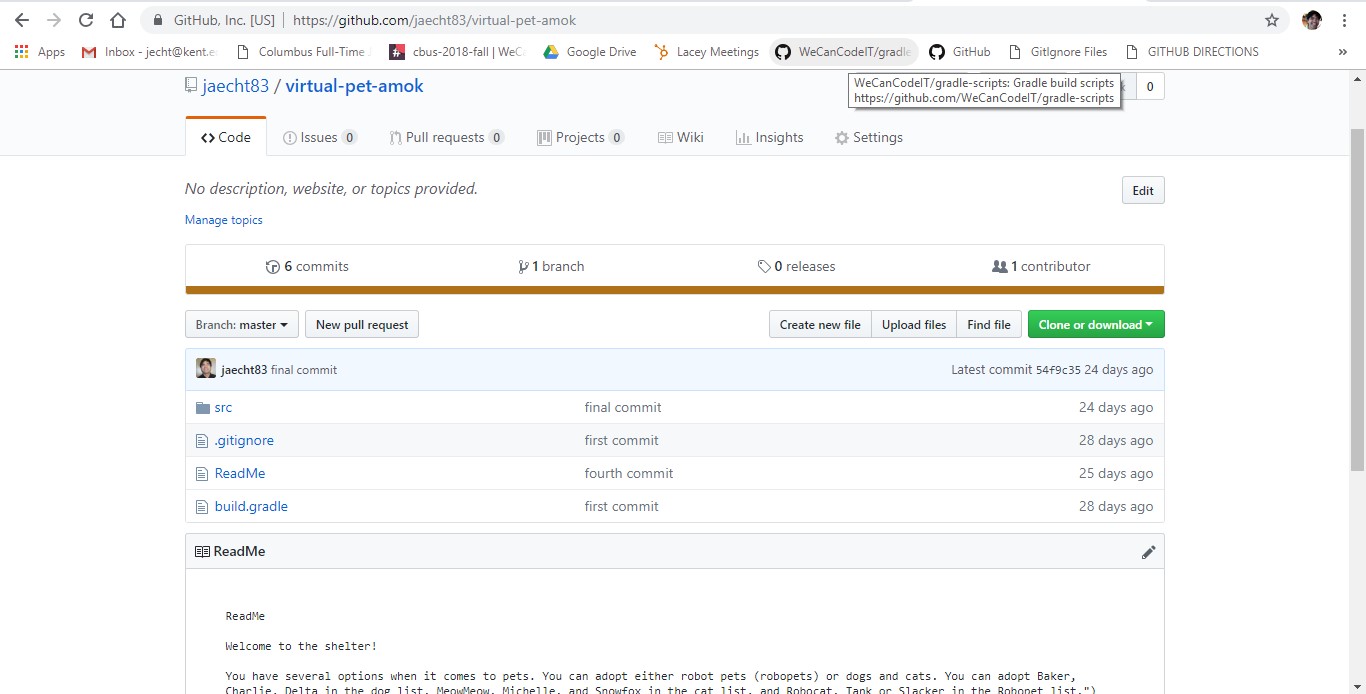 GitHub, Inc. [US] | https://github.com/jaecht83/virtual-pet-amok
Apps Inbox - jecht@kent.e Columbus Full-Time cbus-2018-fall | WeC Google Drive Lacey Meetings WeCanCodeIT/gradle GitHub GitIgnore Files GITHUB DIRECTIONS »
jaecht83 / virtual-pet-amok 0
WeCanCodeIT/gradle-scripts: Gradle build scripts
https://github.com/WeCanCodeIT/gradle-scripts
Code Issues 0 Pull requests 0 Projects 0 Wiki Insights Settings
No description, website, or topics provided. Edit
Manage topics
6 commits 1 branch 0 releases 1 contributor
Branch: master New pull request Create new file Upload files Find file Clone or download
jaecht83 final commit Latest commit 54f9c35 24 days ago
src final commit 24 days ago
.gitignore first commit 28 days ago
ReadMe fourth commit 25 days ago
build.gradle first commit 28 days ago
ReadMe
ReadMe
Welcome to the shelter!
You have several options when it comes to pets. You can adopt either robot pets (robopets) or dogs and cats. You can adopt Baker,
Charlie, Delta in the dog list, MeowMeow, Michelle, and Snowfox in the cat list, and Robocat, Tank or Slacker in the Robopet list.")